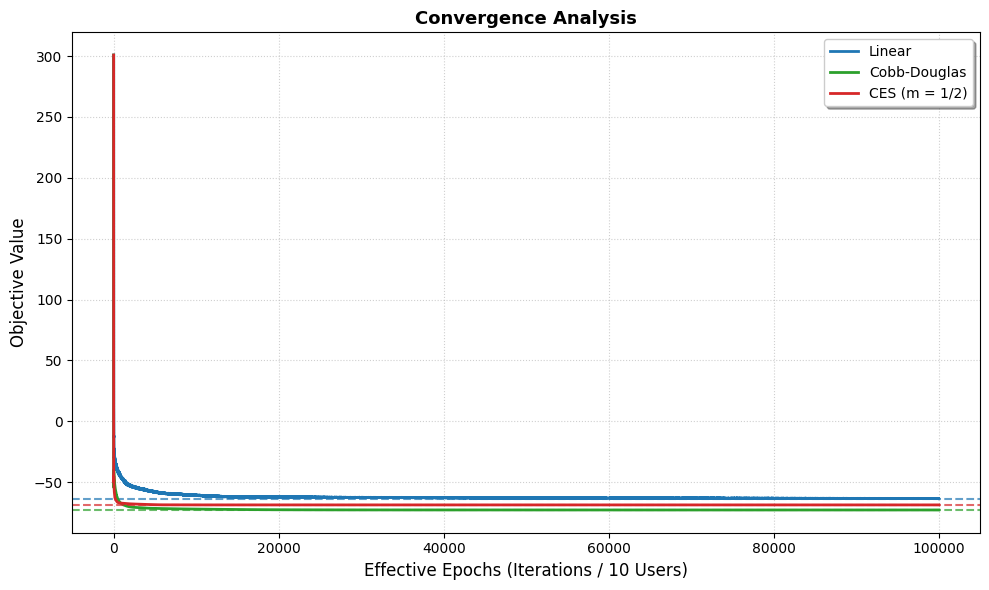 Convergence Analysis
Linear
Cobb-Douglas
CES (m = 1/2)
Objective Value
300
250
200
150
100
50
0
−50
0
20000
40000
60000
80000
100000
Effective Epochs (Iterations / 10 Users)